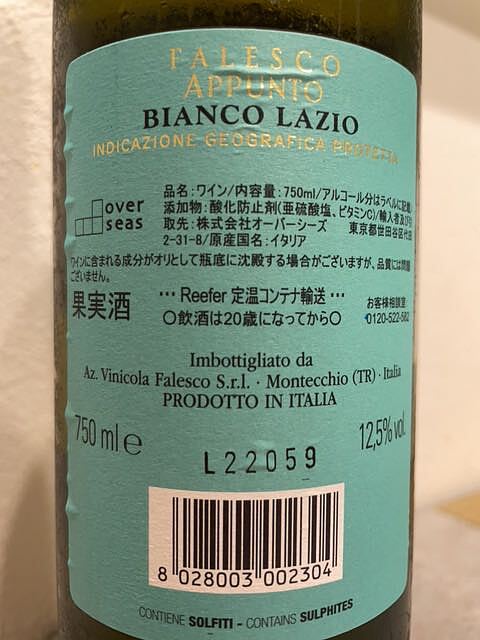 FALESCO
APPUNTO
BIANCO LAZIO
INDICAZIONE GEOGRAFICA PROTETTA
over
seas
品名:ワイン/内容量:750ml/アルコール分はラベルに記載/
添加物:酸化防止剤(亜硫酸塩、ビタミンC)/輸入者及び引
取先:株式会社オーバーシーズ 東京都世田谷区代田
2-31-8/原産国名:イタリア
ワインに含まれる成分がオリとして瓶底に沈殿する場合がございますが、品質には問題
ございません。
果実酒
… Reefer 定温コンテナ輸送 …
〇飲酒は20歳になってから〇
お客様相談室:
0120-522-582
Imbottigliato da
Az. Vinicola Falesco S.r.l. · Montecchio (TR) · Italia
PRODOTTO IN ITALIA
750 ml e
12,5% vol.
L22059
8 028003 002304
CONTIENE SOLFITI - CONTAINS SULPHITES